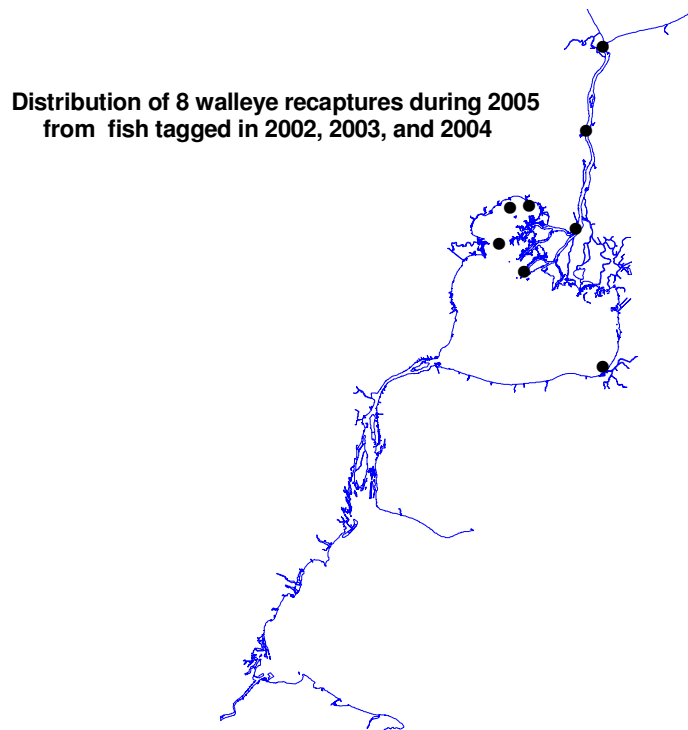 Distribution of 8 walleye recaptures during 2005
from fish tagged in 2002, 2003, and 2004